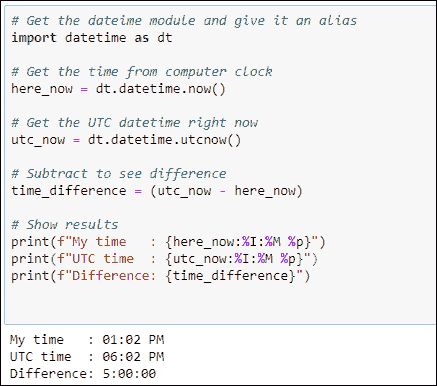 # Get the dateime module and give it an alias
import datetime as dt
# Get the time from computer clock
here_now = dt.datetime.now()
# Get the UTC datetime right now
utc_now = dt.datetime.utcnow()
# Subtract to see difference
time_difference = (utc_now - here_now)
# Show results
print(f"My time   : {here_now:%I:%M %p}")
print(f"UTC time  : {utc_now:%I:%M %p}")
print(f"Difference: {time_difference}")
My time   : 01:02 PM
UTC time  : 06:02 PM
Difference: 5:00:00